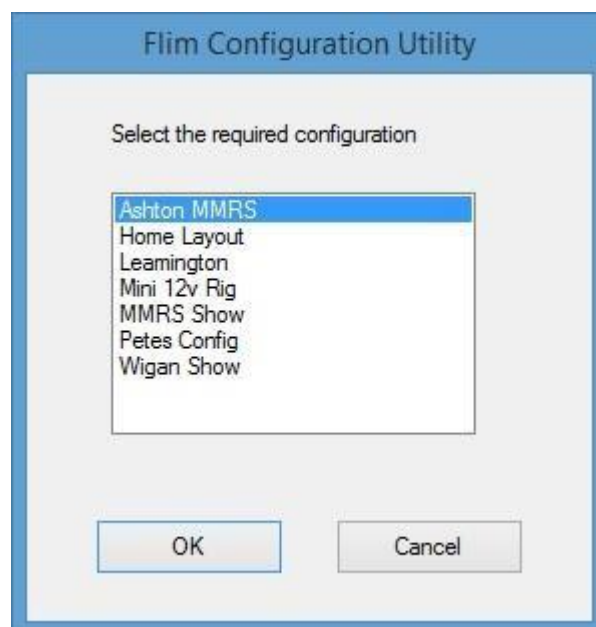 Flim Configuration Utility
Select the required configuration
Ashton MMRS
Home Layout
Leamington
Mini 12v Rig
MMRS Show
Petes Config
Wigan Show
OK
Cancel